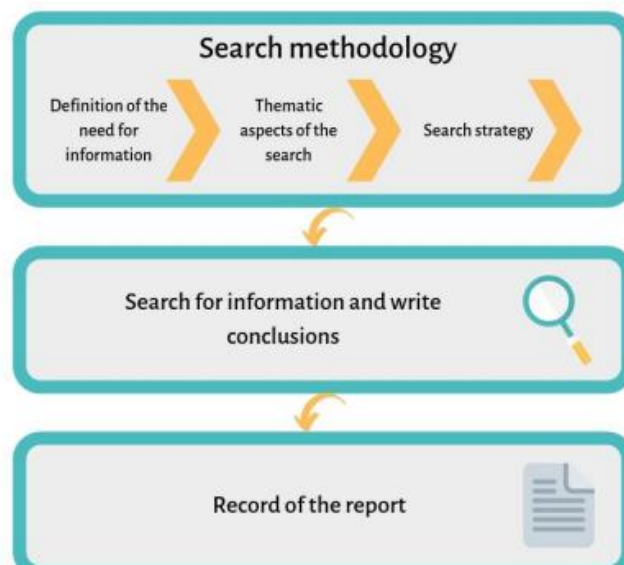 Search methodology
Definition of the
need for
information
Thematic
aspects of the
search
Search strategy
Search for information and write
conclusions
Record of the report